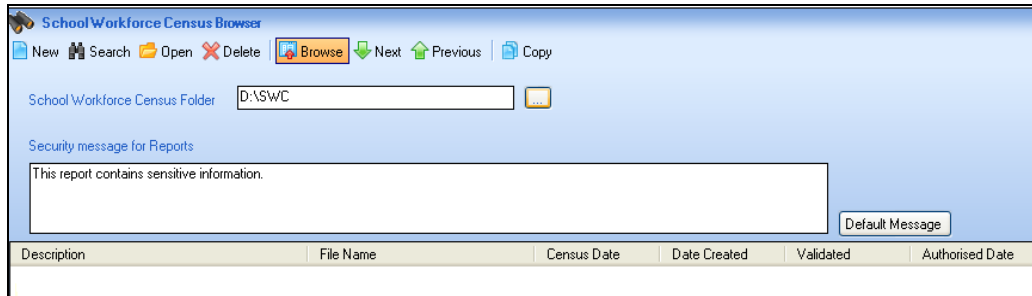 School Workforce Census Browser
New Search Open Delete Browse Next Previous Copy
School Workforce Census Folder D:\SWC ...
Security message for Reports
This report contains sensitive information.
Default Message
Description File Name Census Date Date Created Validated Authorised Date